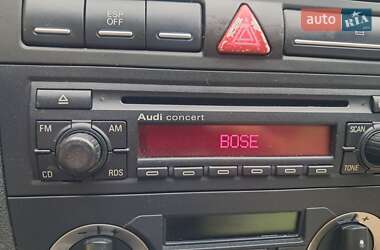 ESP
OFF
auto RIA
Audi concert
FM AM
SCAN
BOSE
CD RDS
TONE